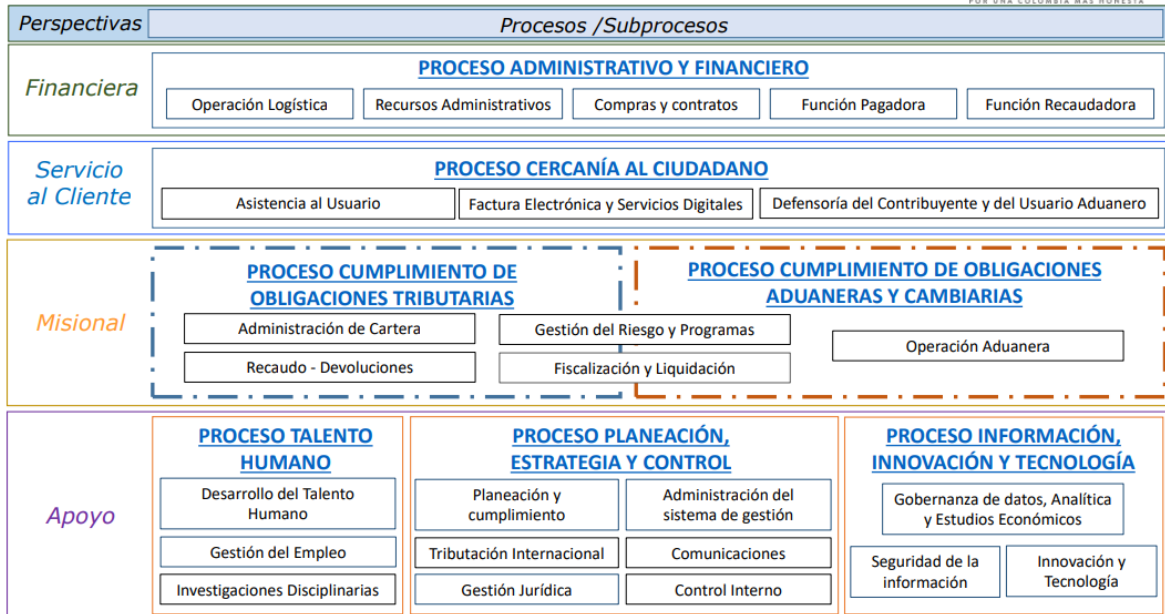 POR UNA COLOMBIA MÁS HONESTA
Perspectivas
Procesos /Subprocesos
Financiera
PROCESO ADMINISTRATIVO Y FINANCIERO
Operación Logística
Recursos Administrativos
Compras y contratos
Función Pagadora
Función Recaudadora
Servicio
al Cliente
PROCESO CERCANÍA AL CIUDADANO
Asistencia al Usuario
Factura Electrónica y Servicios Digitales
Defensoría del Contribuyente y del Usuario Aduanero
Misional
PROCESO CUMPLIMIENTO DE
OBLIGACIONES TRIBUTARIAS
Administración de Cartera
Recaudo - Devoluciones
Gestión del Riesgo y Programas
Fiscalización y Liquidación
PROCESO CUMPLIMIENTO DE OBLIGACIONES
ADUANERAS Y CAMBIARIAS
Operación Aduanera
Apoyo
PROCESO TALENTO
HUMANO
Desarrollo del Talento
Humano
Gestión del Empleo
Investigaciones Disciplinarias
PROCESO PLANEACIÓN,
ESTRATEGIA Y CONTROL
Planeación y
cumplimiento
Administración del
sistema de gestión
Tributación Internacional
Comunicaciones
Gestión Jurídica
Control Interno
PROCESO INFORMACIÓN,
INNOVACIÓN Y TECNOLOGÍA
Gobernanza de datos, Analítica
y Estudios Económicos
Seguridad de la
información
Innovación y
Tecnología